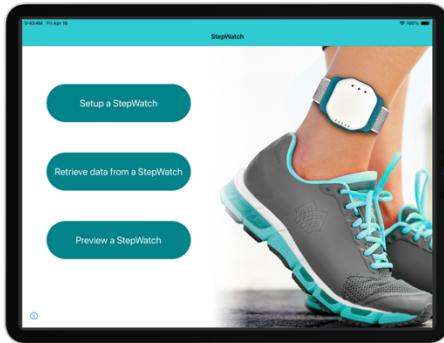 9:43 AM Fri Apr 16
100%
StepWatch
Setup a StepWatch
Retrieve data from a StepWatch
Preview a StepWatch